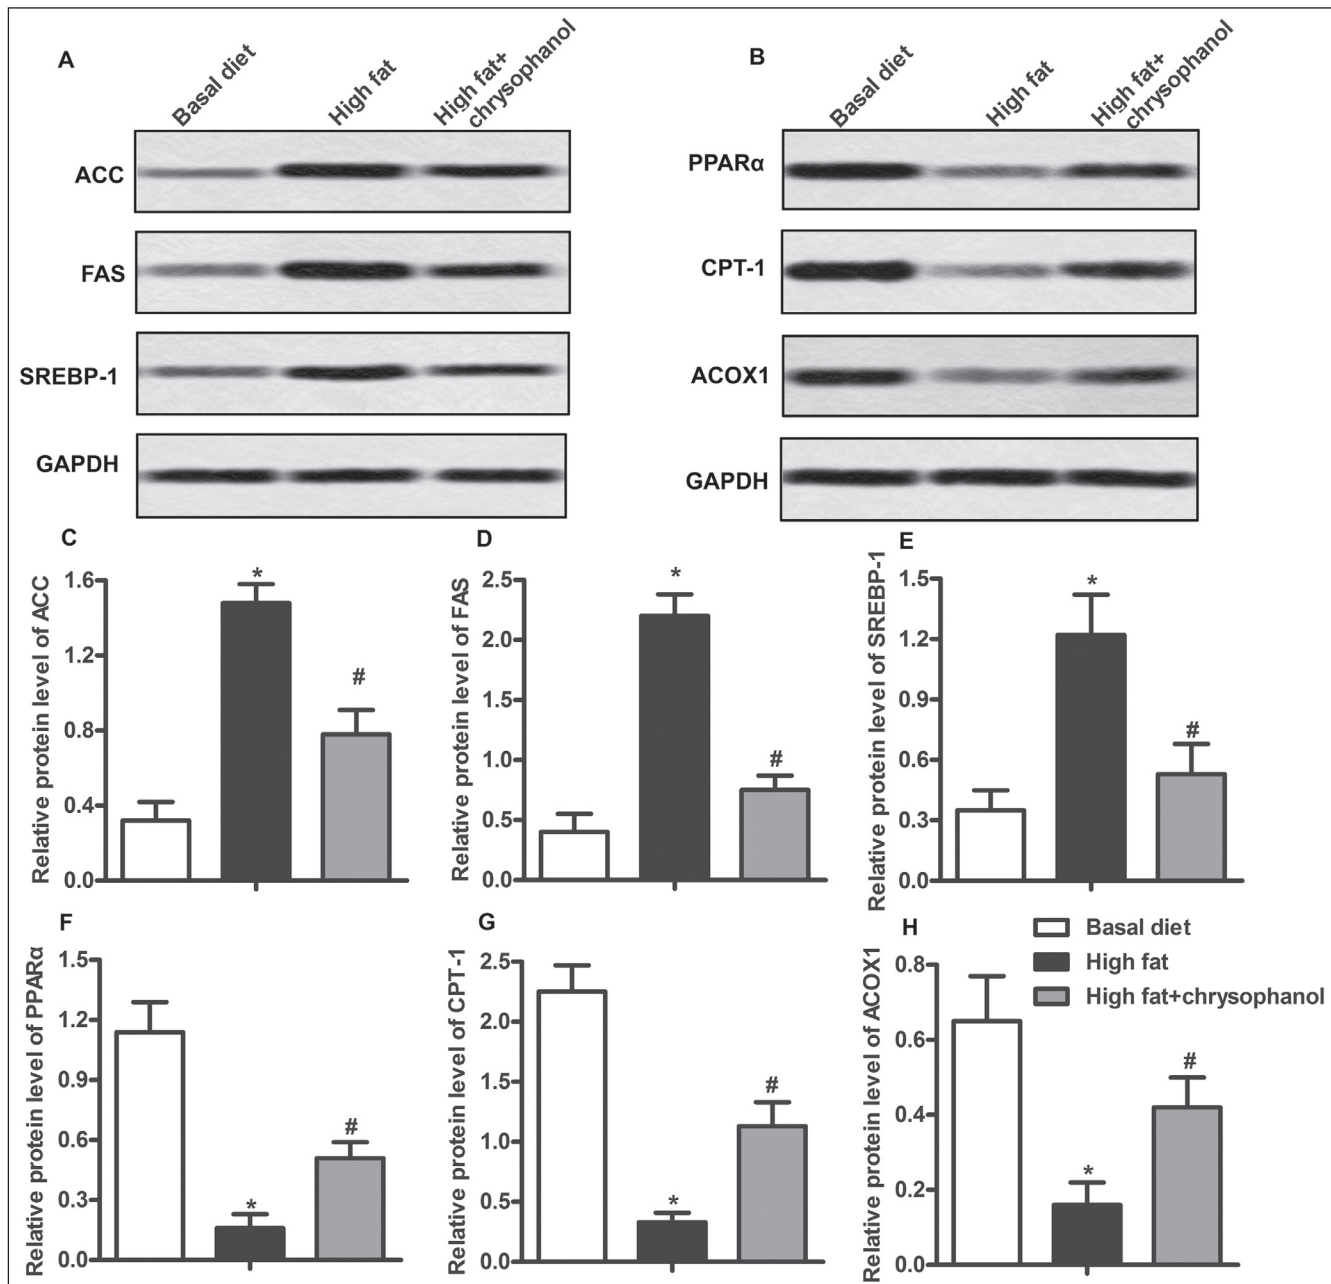 A
Basal diet
High fat
High fat+
chrysophanol
ACC
FAS
SREBP-1
GAPDH
B
Basal diet
High fat
High fat+
chrysophanol
PPARα
CPT-1
ACOX1
GAPDH
C
Relative protein level of ACC
1.6
1.2
0.8
0.4
0.0
*
#
D
Relative protein level of FAS
2.5
2.0
1.5
1.0
0.5
0.0
*
#
E
Relative protein level of SREBP-1
1.5
1.2
0.9
0.6
0.3
0.0
*
#
F
Relative protein level of PPARα
1.5
1.2
0.9
0.6
0.3
0.0
*
#
G
Relative protein level of CPT-1
2.5
2.0
1.5
1.0
0.5
0.0
*
#
H
Relative protein level of ACOX1
0.8
0.6
0.4
0.2
0.0
*
#
Basal diet
High fat
High fat+chrysophanol